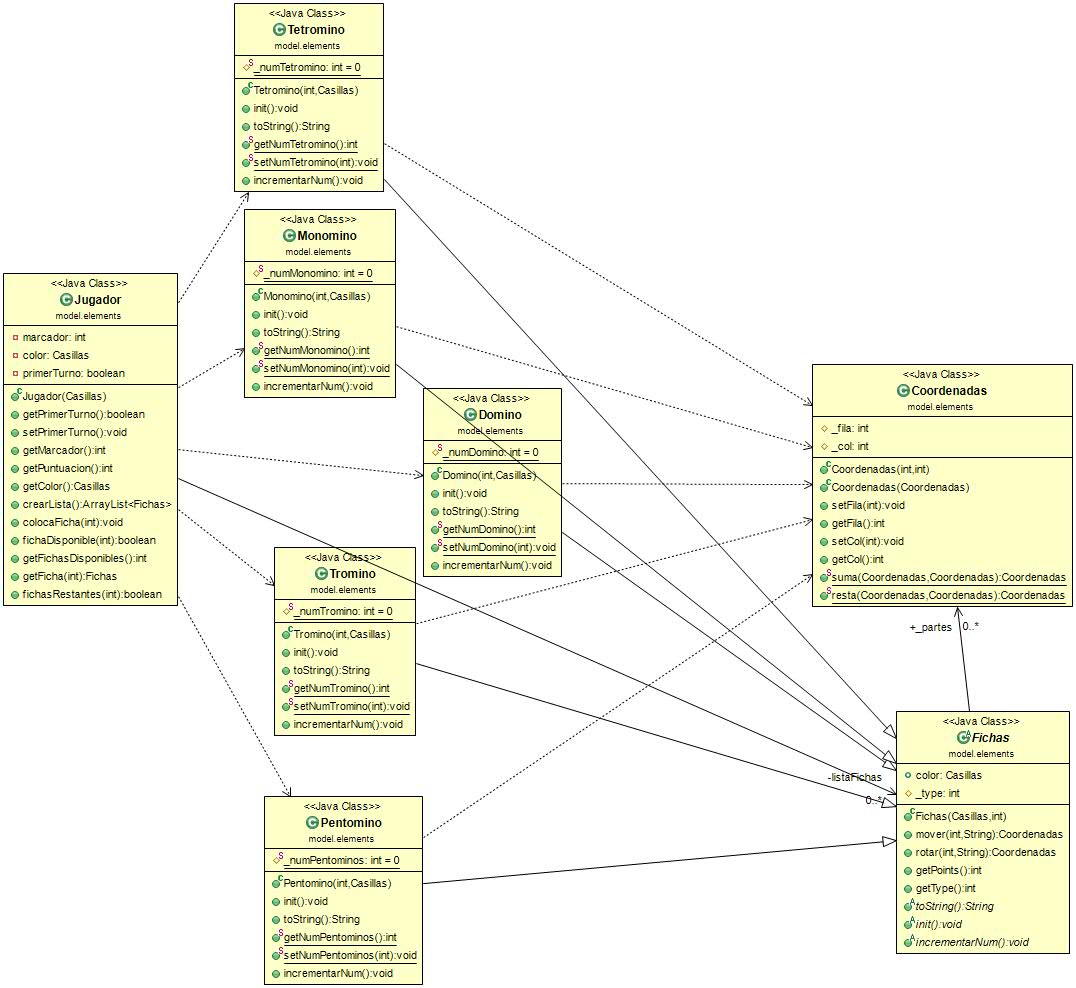 <<Java Class>>
Tetromino
model.elements
_numTetromino: int = 0
Tetromino(int,Casillas)
init():void
toString():String
getNumTetromino():int
setNumTetromino(int):void
incrementarNum():void
<<Java Class>>
Monomino
model.elements
_numMonomino: int = 0
Monomino(int,Casillas)
init():void
toString():String
getNumMonomino():int
setNumMonomino(int):void
incrementarNum():void
<<Java Class>>
Jugador
model.elements
marcador: int
color: Casillas
primerTurno: boolean
Jugador(Casillas)
getPrimerTurno():boolean
setPrimerTurno():void
getMarcador():int
getPuntuacion():int
getColor():Casillas
crearLista():ArrayList<Fichas>
colocaFicha(int):void
fichaDisponible(int):boolean
getFichasDisponibles():int
getFicha(int):Fichas
fichasRestantes(int):boolean
<<Java Class>>
Domino
model.elements
_numDomino: int = 0
Domino(int,Casillas)
init():void
toString():String
getNumDomino():int
setNumDomino(int):void
incrementarNum():void
<<Java Class>>
Coordenadas
model.elements
_fila: int
_col: int
Coordenadas(int,int)
Coordenadas(Coordenadas)
setFila(int):void
getFila():int
setCol(int):void
getCol():int
suma(Coordenadas,Coordenadas):Coordenadas
resta(Coordenadas,Coordenadas):Coordenadas
<<Java Class>>
Tromino
model.elements
_numTromino: int = 0
Tromino(int,Casillas)
init():void
toString():String
getNumTromino():int
setNumTromino(int):void
incrementarNum():void
+_partes 0..*
<<Java Class>>
Fichas
model.elements
color: Casillas
_type: int
Fichas(Casillas,int)
mover(int,String):Coordenadas
rotar(int,String):Coordenadas
getPoints():int
getType():int
toString():String
init():void
incrementarNum():void
-listaFichas
0..*
<<Java Class>>
Pentomino
model.elements
_numPentominos: int = 0
Pentomino(int,Casillas)
init():void
toString():String
getNumPentominos():int
setNumPentominos(int):void
incrementarNum():void